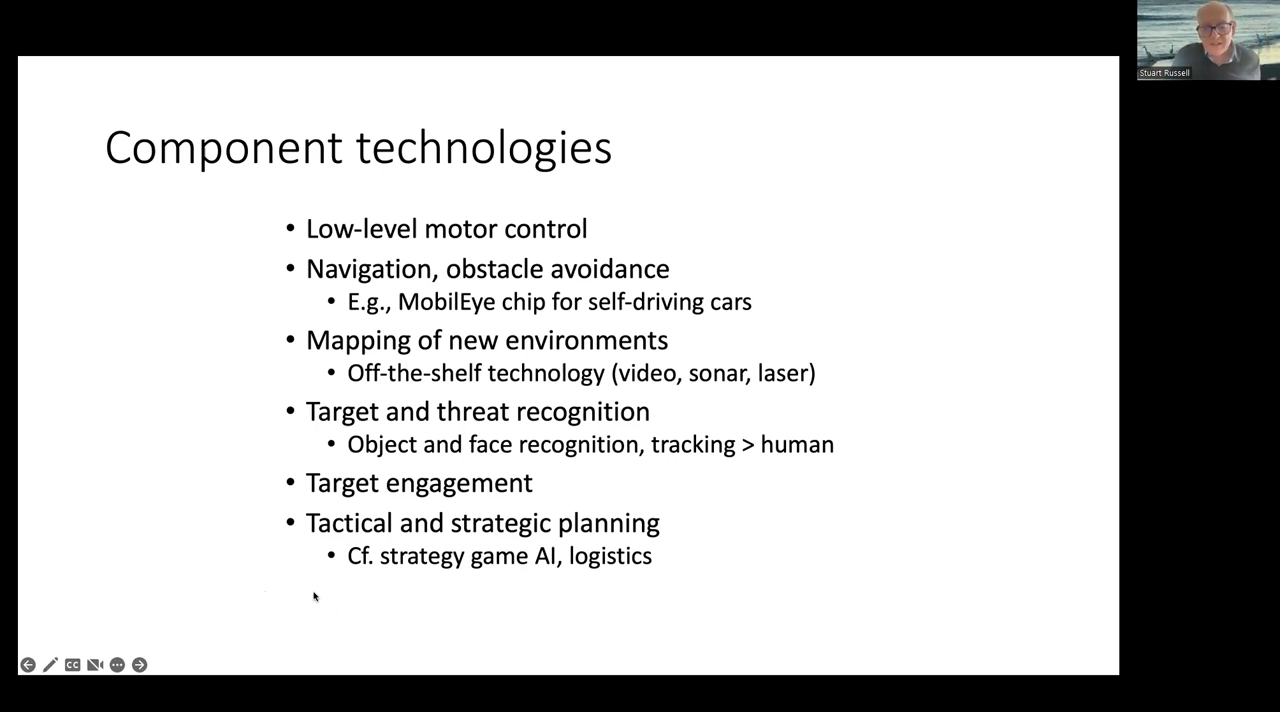 Stuart Russell
Component technologies
• Low-level motor control
• Navigation, obstacle avoidance
• E.g., MobilEye chip for self-driving cars
• Mapping of new environments
• Off-the-shelf technology (video, sonar, laser)
• Target and threat recognition
• Object and face recognition, tracking > human
• Target engagement
• Tactical and strategic planning
• Cf. strategy game AI, logistics
CC